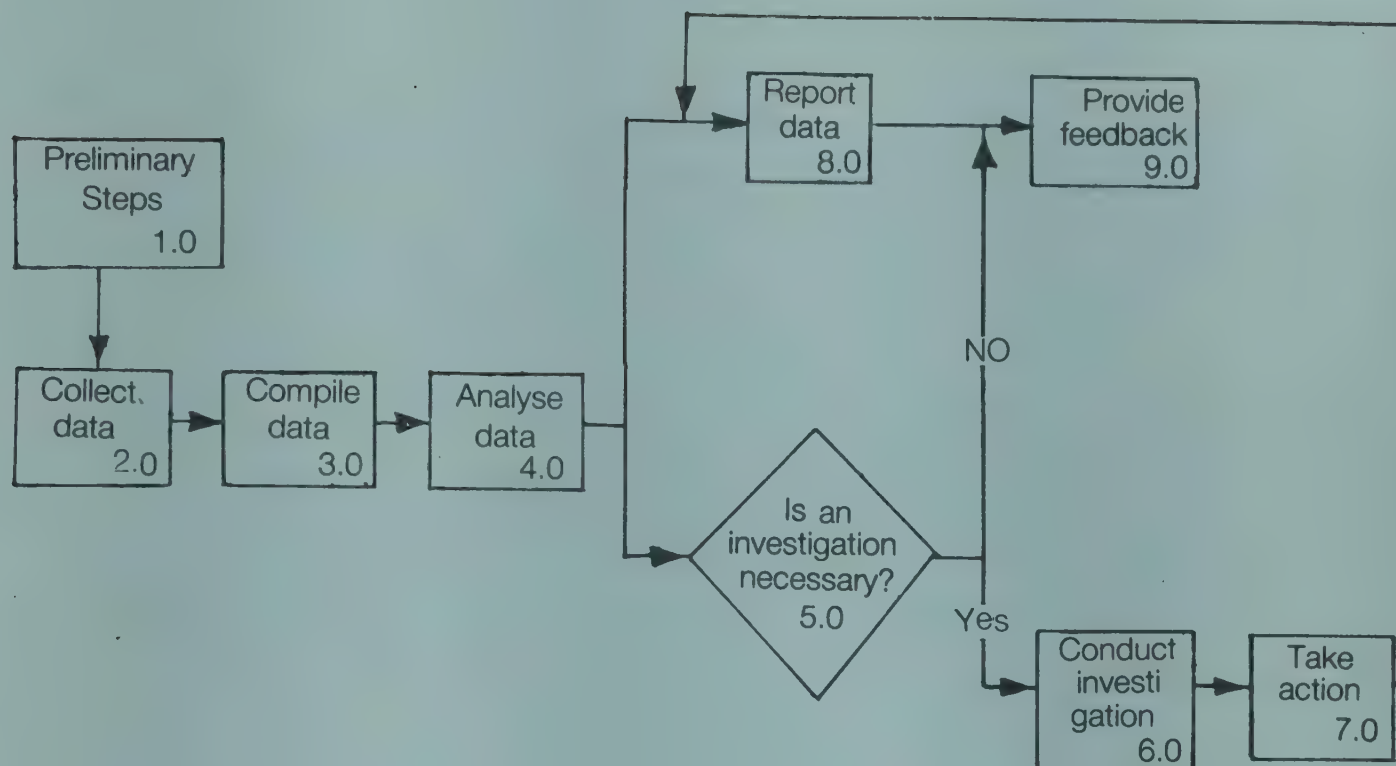 Preliminary
Steps
1.0
Collect
data
2.0
Compile
data
3.0
Analyse
data
4.0
Report
data
8.0
Provide
feedback
9.0
NO
Is an
investigation
necessary?
5.0
Yes
Conduct
investi
gation
6.0
Take
action
7.0